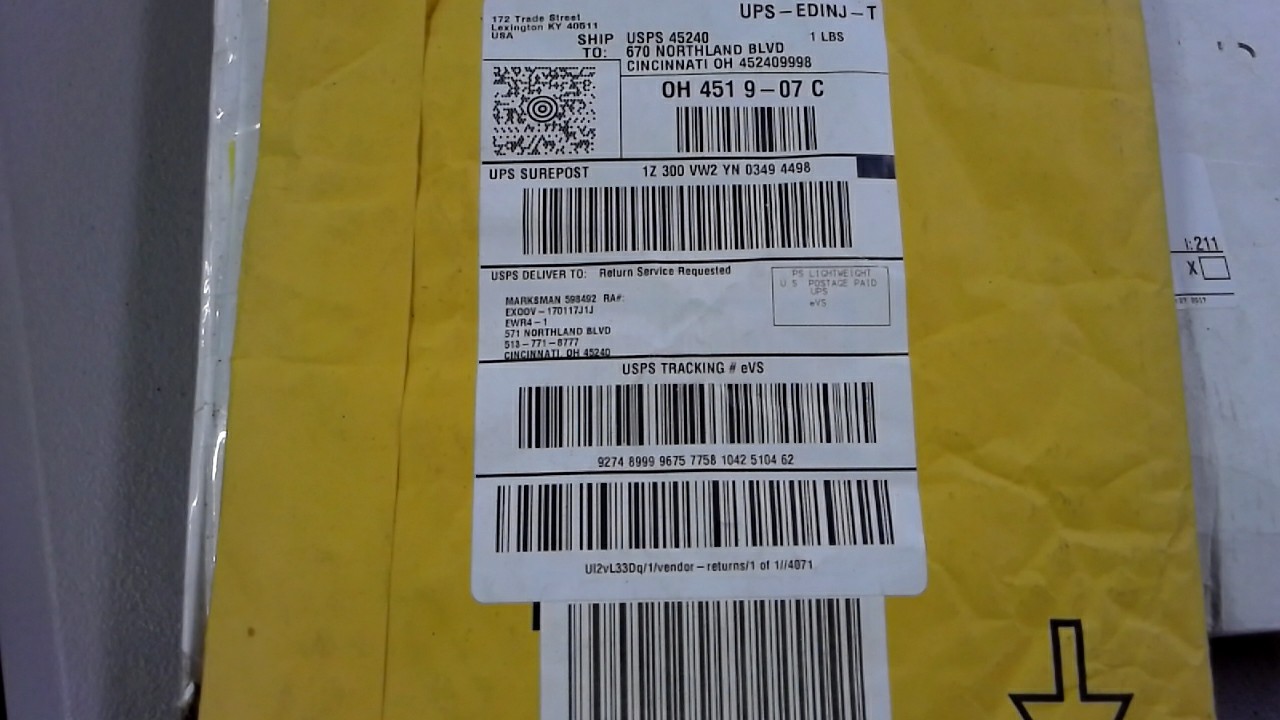 172 Trade Street
Lexington KY 40511
USA
UPS-EDINJ-T
1 LBS
SHIP TO:
USPS 45240
670 NORTHLAND BLVD
CINCINNATI OH 452409998
OH 451 9-07 C
UPS SUREPOST
1Z 300 VW2 YN 0349 4498
USPS DELIVER TO: Return Service Requested
PS LIGHTWEIGHT
U S POSTAGE PAID
UPS
eVS
MARKSMAN 598492 RA#:
EXOOV-170117J1J
EWR4-1
571 NORTHLAND BLVD
513-771-8777
CINCINNATI OH 45240
USPS TRACKING # eVS
9274 8999 9675 7758 1042 5104 62
UI2vL33Dq/1/vendor-returns/1 of 1//4071
I:211
X